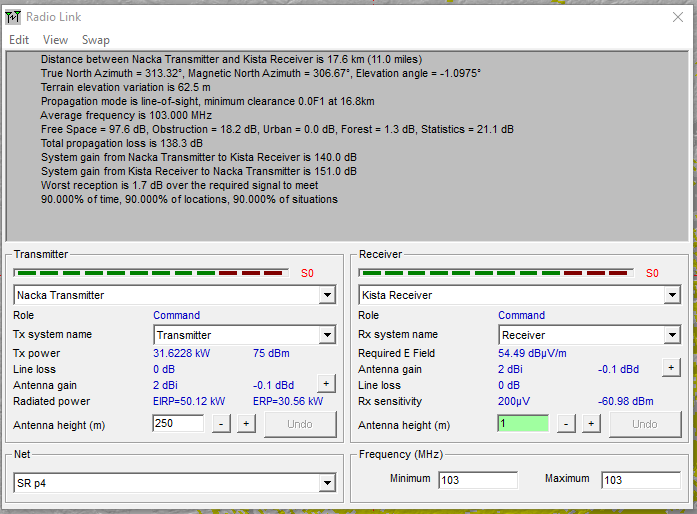 Radio Link
Edit View Swap
Distance between Nacka Transmitter and Kista Receiver is 17.6 km (11.0 miles)
True North Azimuth = 313.32°, Magnetic North Azimuth = 306.67°, Elevation angle = -1.0975°
Terrain elevation variation is 62.5 m
Propagation mode is line-of-sight, minimum clearance 0.0F1 at 16.8km
Average frequency is 103.000 MHz
Free Space = 97.6 dB, Obstruction = 18.2 dB, Urban = 0.0 dB, Forest = 1.3 dB, Statistics = 21.1 dB
Total propagation loss is 138.3 dB
System gain from Nacka Transmitter to Kista Receiver is 140.0 dB
System gain from Kista Receiver to Nacka Transmitter is 151.0 dB
Worst reception is 1.7 dB over the required signal to meet
90.000% of time, 90.000% of locations, 90.000% of situations
Transmitter
S0
Nacka Transmitter
Role Command
Tx system name Transmitter
Tx power 31.6228 kW 75 dBm
Line loss 0 dB
Antenna gain 2 dBi -0.1 dBd +
Radiated power EIRP=50.12 kW ERP=30.56 kW
Antenna height (m) 250 - + Undo
Receiver
S0
Kista Receiver
Role Command
Rx system name Receiver
Required E Field 54.49 dBµV/m
Antenna gain 2 dBi -0.1 dBd +
Line loss 0 dB
Rx sensitivity 200µV -60.98 dBm
Antenna height (m) 1 - + Undo
Net
SR p4
Frequency (MHz)
Minimum 103 Maximum 103